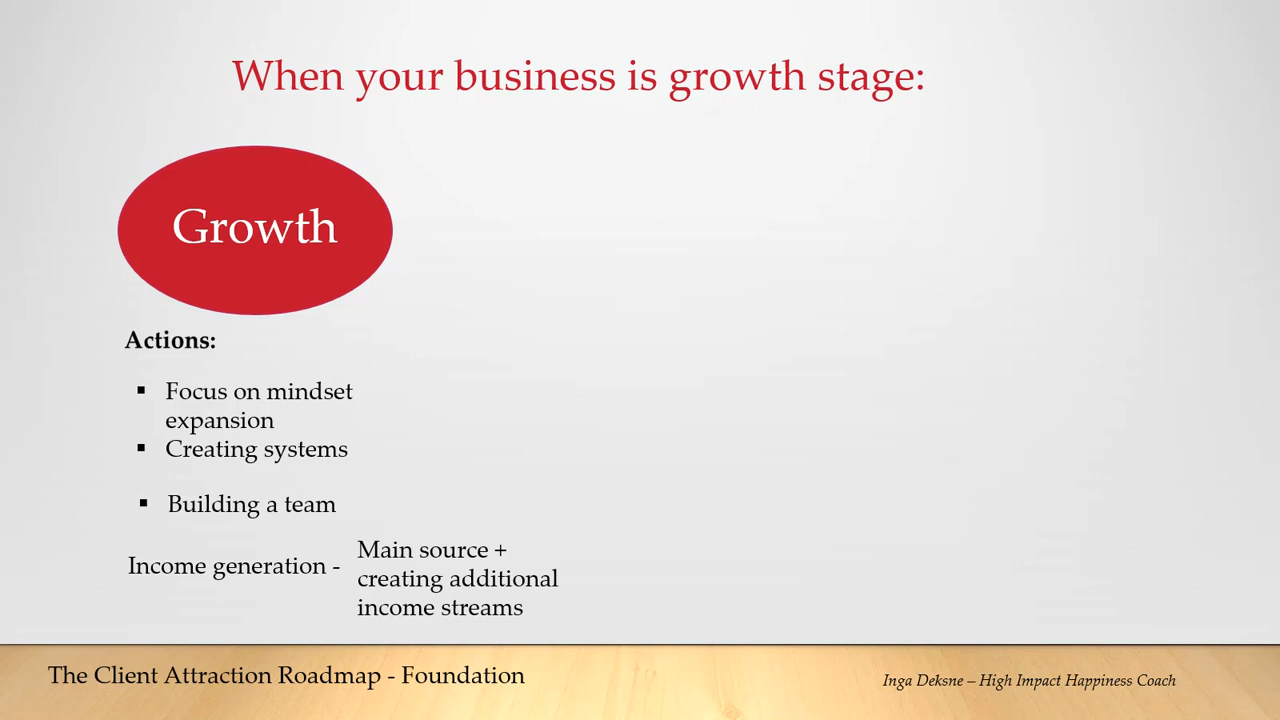 When your business is growth stage:
Growth
Actions:
▪ Focus on mindset
expansion
▪ Creating systems
▪ Building a team
Income generation -
Main source +
creating additional
income streams
The Client Attraction Roadmap - Foundation
Inga Deksne – High Impact Happiness Coach